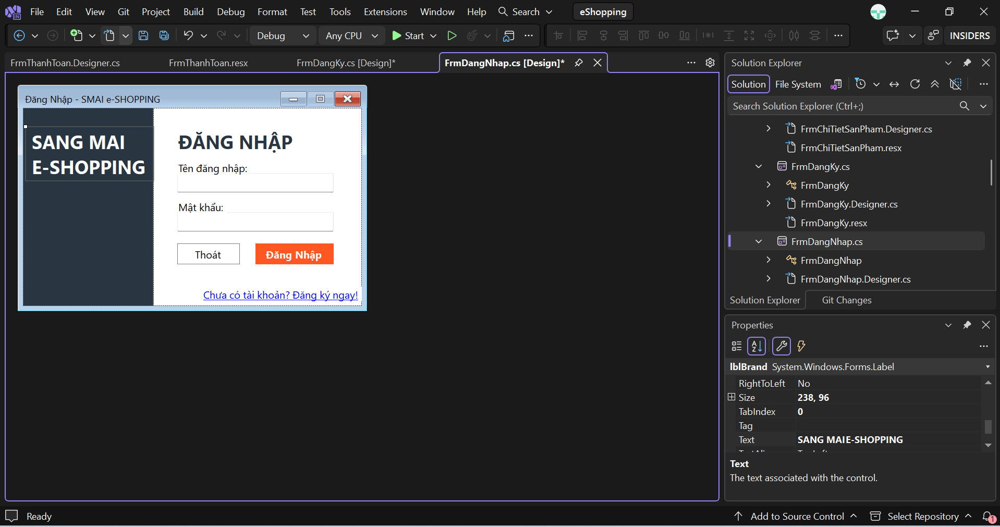 File Edit View Git Project Build Debug Format Test Tools Extensions Window Help Search eShopping
Debug Any CPU Start INSIDERS
FrmThanhToan.Designer.cs FrmThanhToan.resx FrmDangKy.cs [Design]* FrmDangNhap.cs [Design]*
Đăng Nhập - SMAI e-SHOPPING
SANG MAI
E-SHOPPING
ĐĂNG NHẬP
Tên đăng nhập:
Mật khẩu:
Thoát Đăng Nhập
Chưa có tài khoản? Đăng ký ngay!
Solution Explorer
Solution File System
Search Solution Explorer (Ctrl+;)
FrmChiTietSanPham.Designer.cs
FrmChiTietSanPham.resx
FrmDangKy.cs
FrmDangKy
FrmDangKy.Designer.cs
FrmDangKy.resx
FrmDangNhap.cs
FrmDangNhap
FrmDangNhap.Designer.cs
Solution Explorer Git Changes
Properties
lblBrand System.Windows.Forms.Label
RightToLeft No
Size 238, 96
TabIndex 0
Tag
Text SANG MAIE-SHOPPING
Text
The text associated with the control.
Ready Add to Source Control Select Repository 1